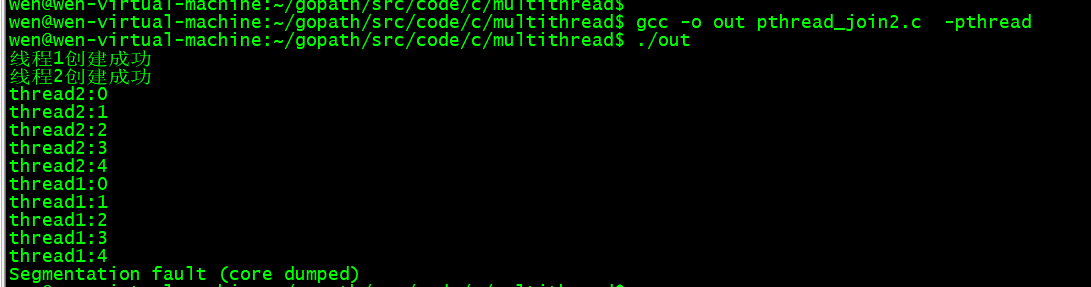 wen@wen-virtual-machine:~/gopath/src/code/c/multithread$
wen@wen-virtual-machine:~/gopath/src/code/c/multithread$ gcc -o out pthread_join2.c  -pthread
wen@wen-virtual-machine:~/gopath/src/code/c/multithread$ ./out
线程1创建成功
线程2创建成功
thread2:0
thread2:1
thread2:2
thread2:3
thread2:4
thread1:0
thread1:1
thread1:2
thread1:3
thread1:4
Segmentation fault (core dumped)